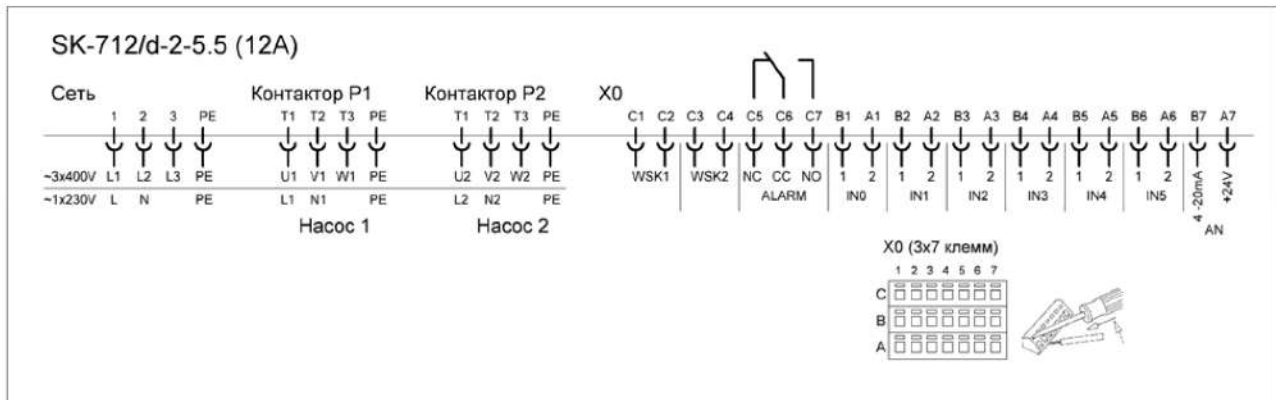 SK-712/d-2-5.5 (12A)
Сеть Контактор P1 Контактор P2 X0
1 2 3 PE T1 T2 T3 PE T1 T2 T3 PE C1 C2 C3 C4 C5 C6 C7 B1 A1 B2 A2 B3 A3 B4 A4 B5 A5 B6 A6 B7 A7
~3x400V L1 L2 L3 PE U1 V1 W1 PE U2 V2 W2 PE WSK1 WSK2 NC CC NO 1 2 1 2 1 2 1 2 1 2 1 2 4 -20mA +24V
~1x230V L N PE L1 N1 PE L2 N2 PE ALARM IN0 IN1 IN2 IN3 IN4 IN5
AN
Насос 1 Насос 2
X0 (3x7 клемм)
1 2 3 4 5 6 7
C
B
A